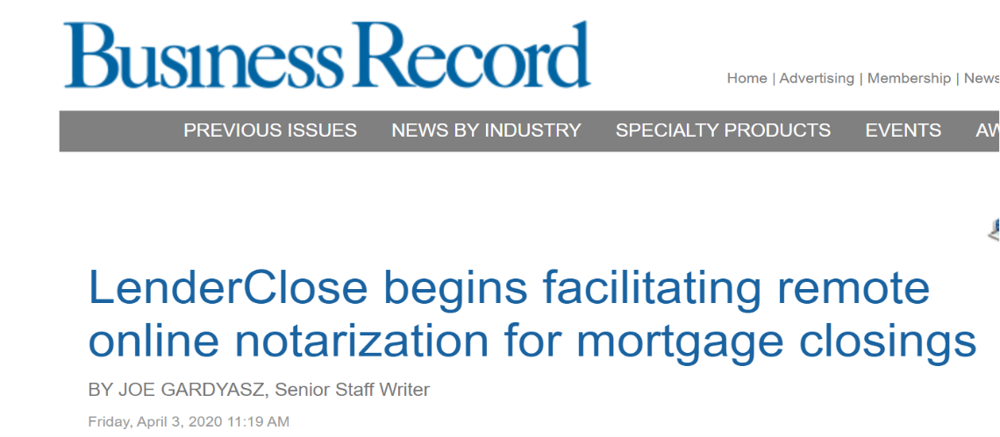 Business Record
Home | Advertising | Membership | News
PREVIOUS ISSUES NEWS BY INDUSTRY SPECIALTY PRODUCTS EVENTS AW
LenderClose begins facilitating remote
online notarization for mortgage closings
BY JOE GARDYASZ, Senior Staff Writer
Friday, April 3, 2020 11:19 AM